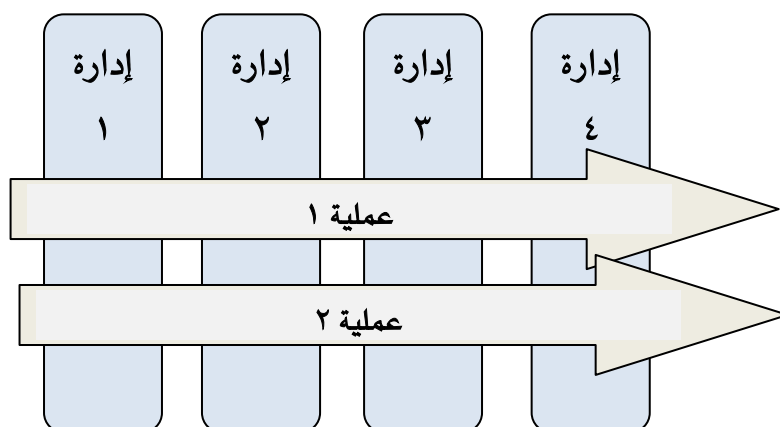 إدارة
١
إدارة
٢
إدارة
٣
إدارة
٤
عملية ١
عملية ٢